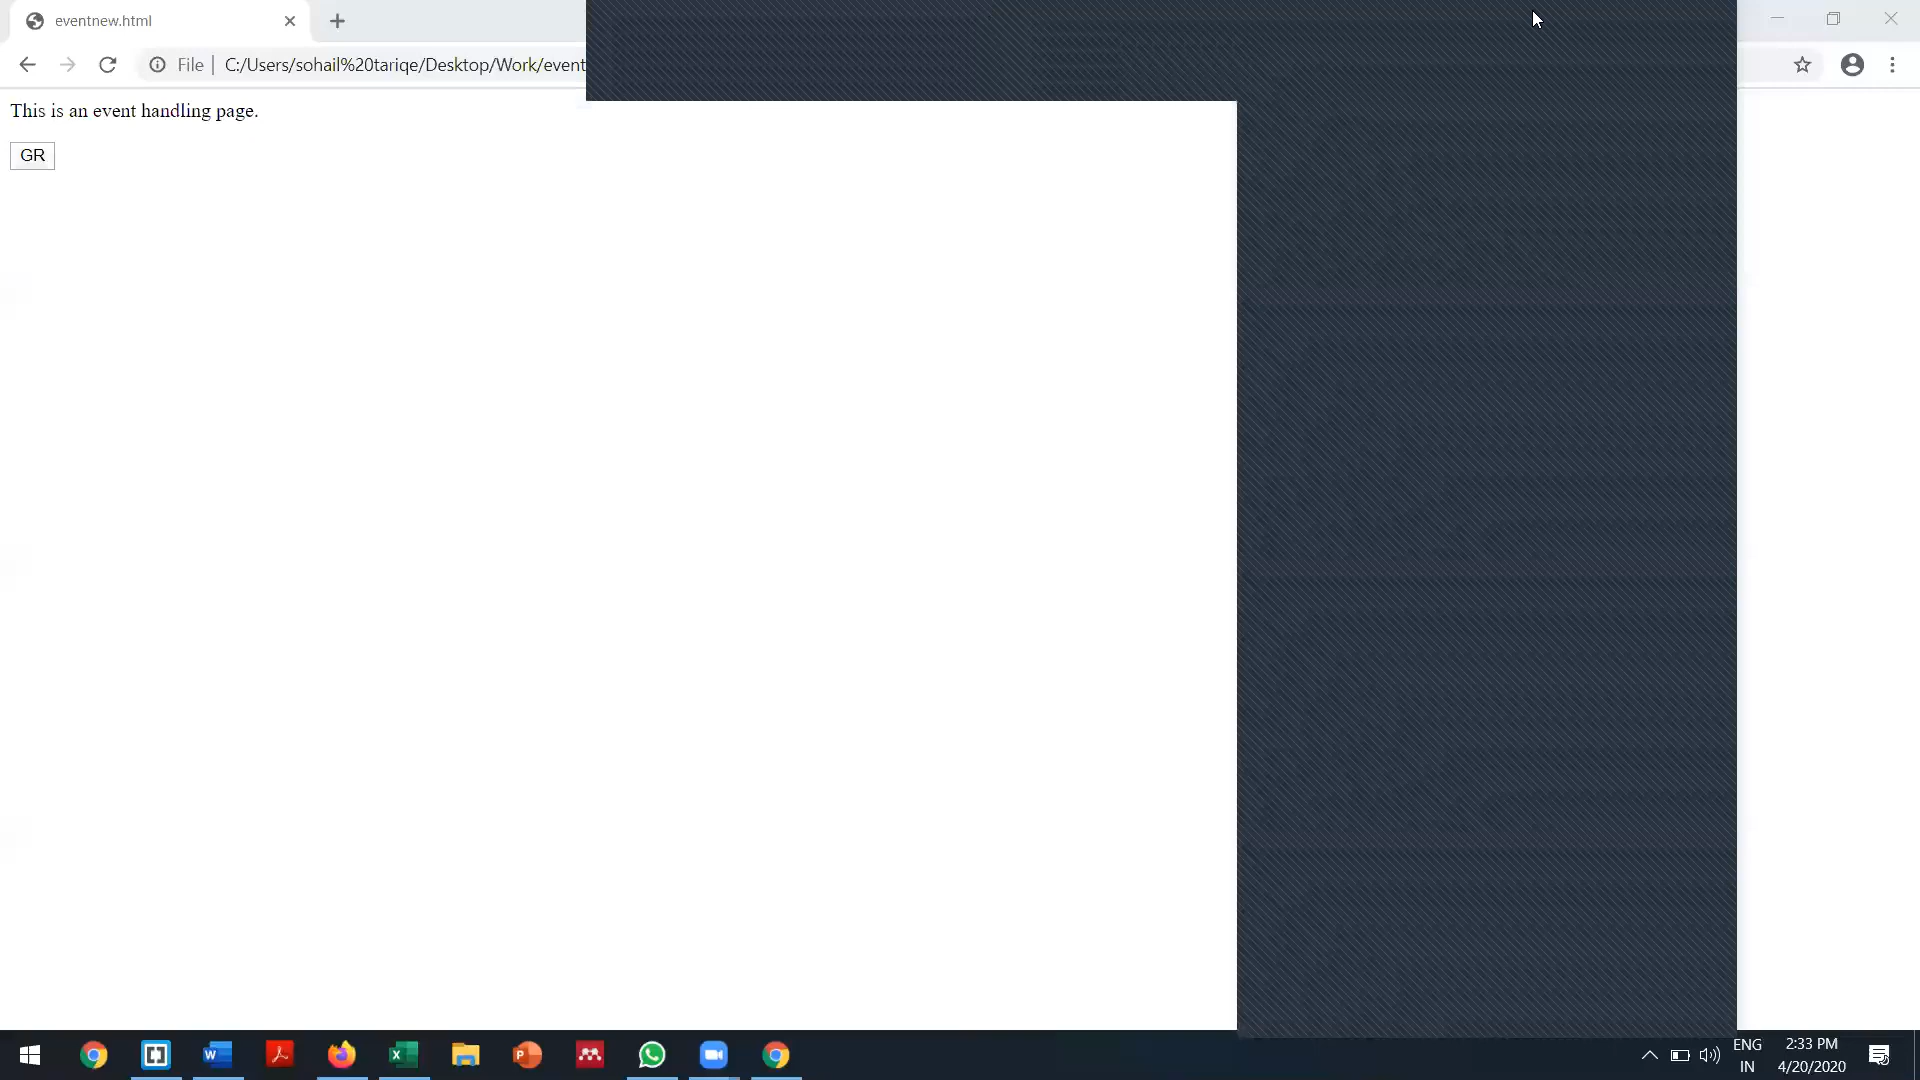 eventnew.html
File
C:/Users/sohail%20tariqe/Desktop/Work/event
This is an event handling page.
GR
ENG
IN
2:33 PM
4/20/2020